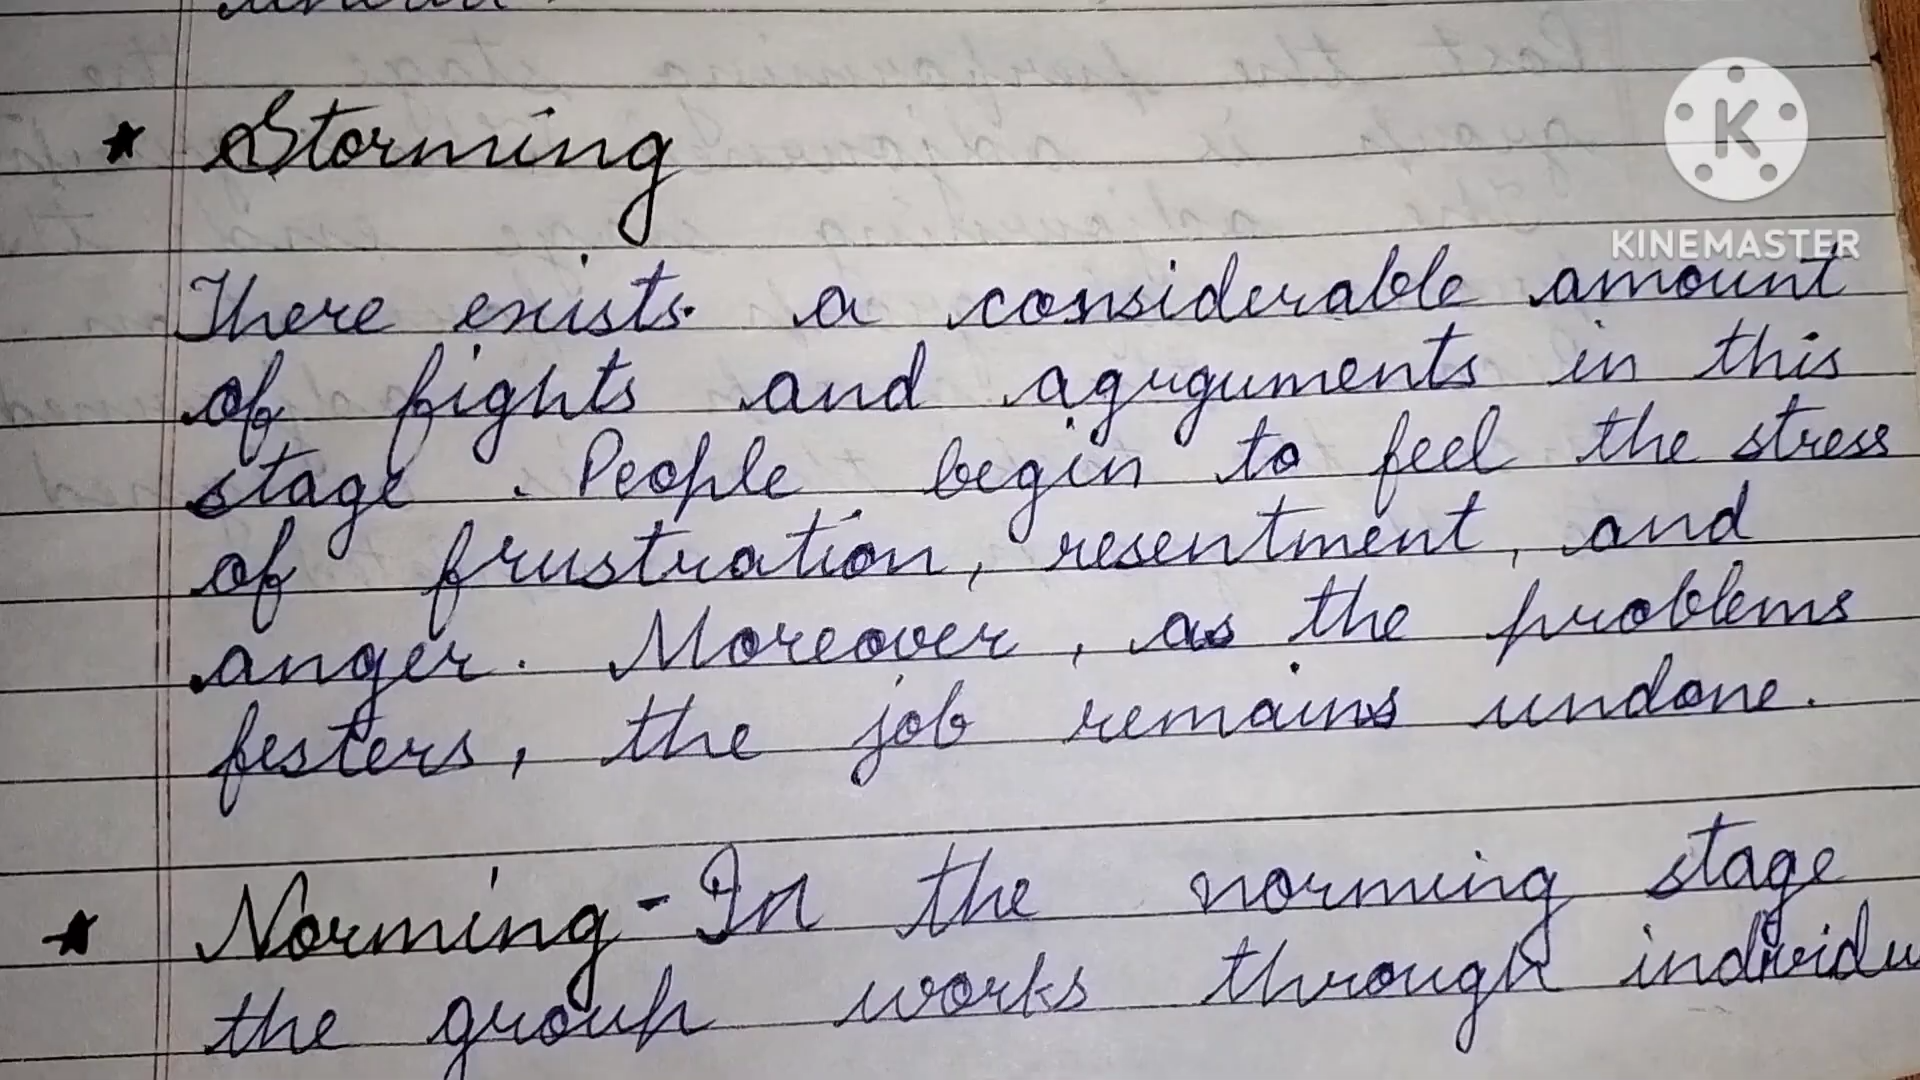 ★ Storming
KINEMASTER
There exists a considerable amount
of fights and aguguments in this
stage. People begin to feel the stress
of frustration, resentment, and
anger. Moreover, as the problems
festers, the job remains undone.
★ Norming - In the norming stage
the group works through individu